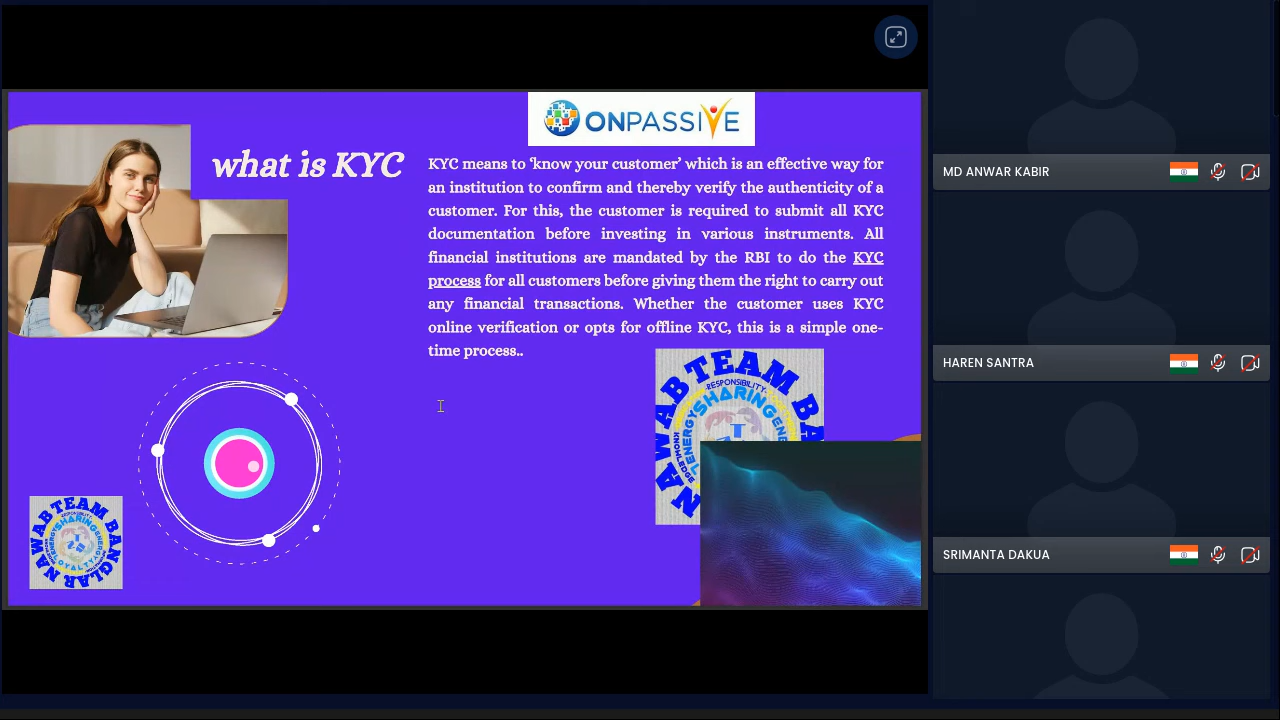 ONPASSIVE
what is KYC
KYC means to ‘know your customer’ which is an effective way for
an institution to confirm and thereby verify the authenticity of a
customer. For this, the customer is required to submit all KYC
documentation before investing in various instruments. All
financial institutions are mandated by the RBI to do the KYC
process for all customers before giving them the right to carry out
any financial transactions. Whether the customer uses KYC
online verification or opts for offline KYC, this is a simple one-
time process..
NAWAB TEAM BA
RESPONSIBILITY
SHARING
ENERGY
KNOWLEDGE
NAWAB TEAM BANGLAR
SHARING
ENERGY
LOYALTY
MD ANWAR KABIR
HAREN SANTRA
SRIMANTA DAKUA